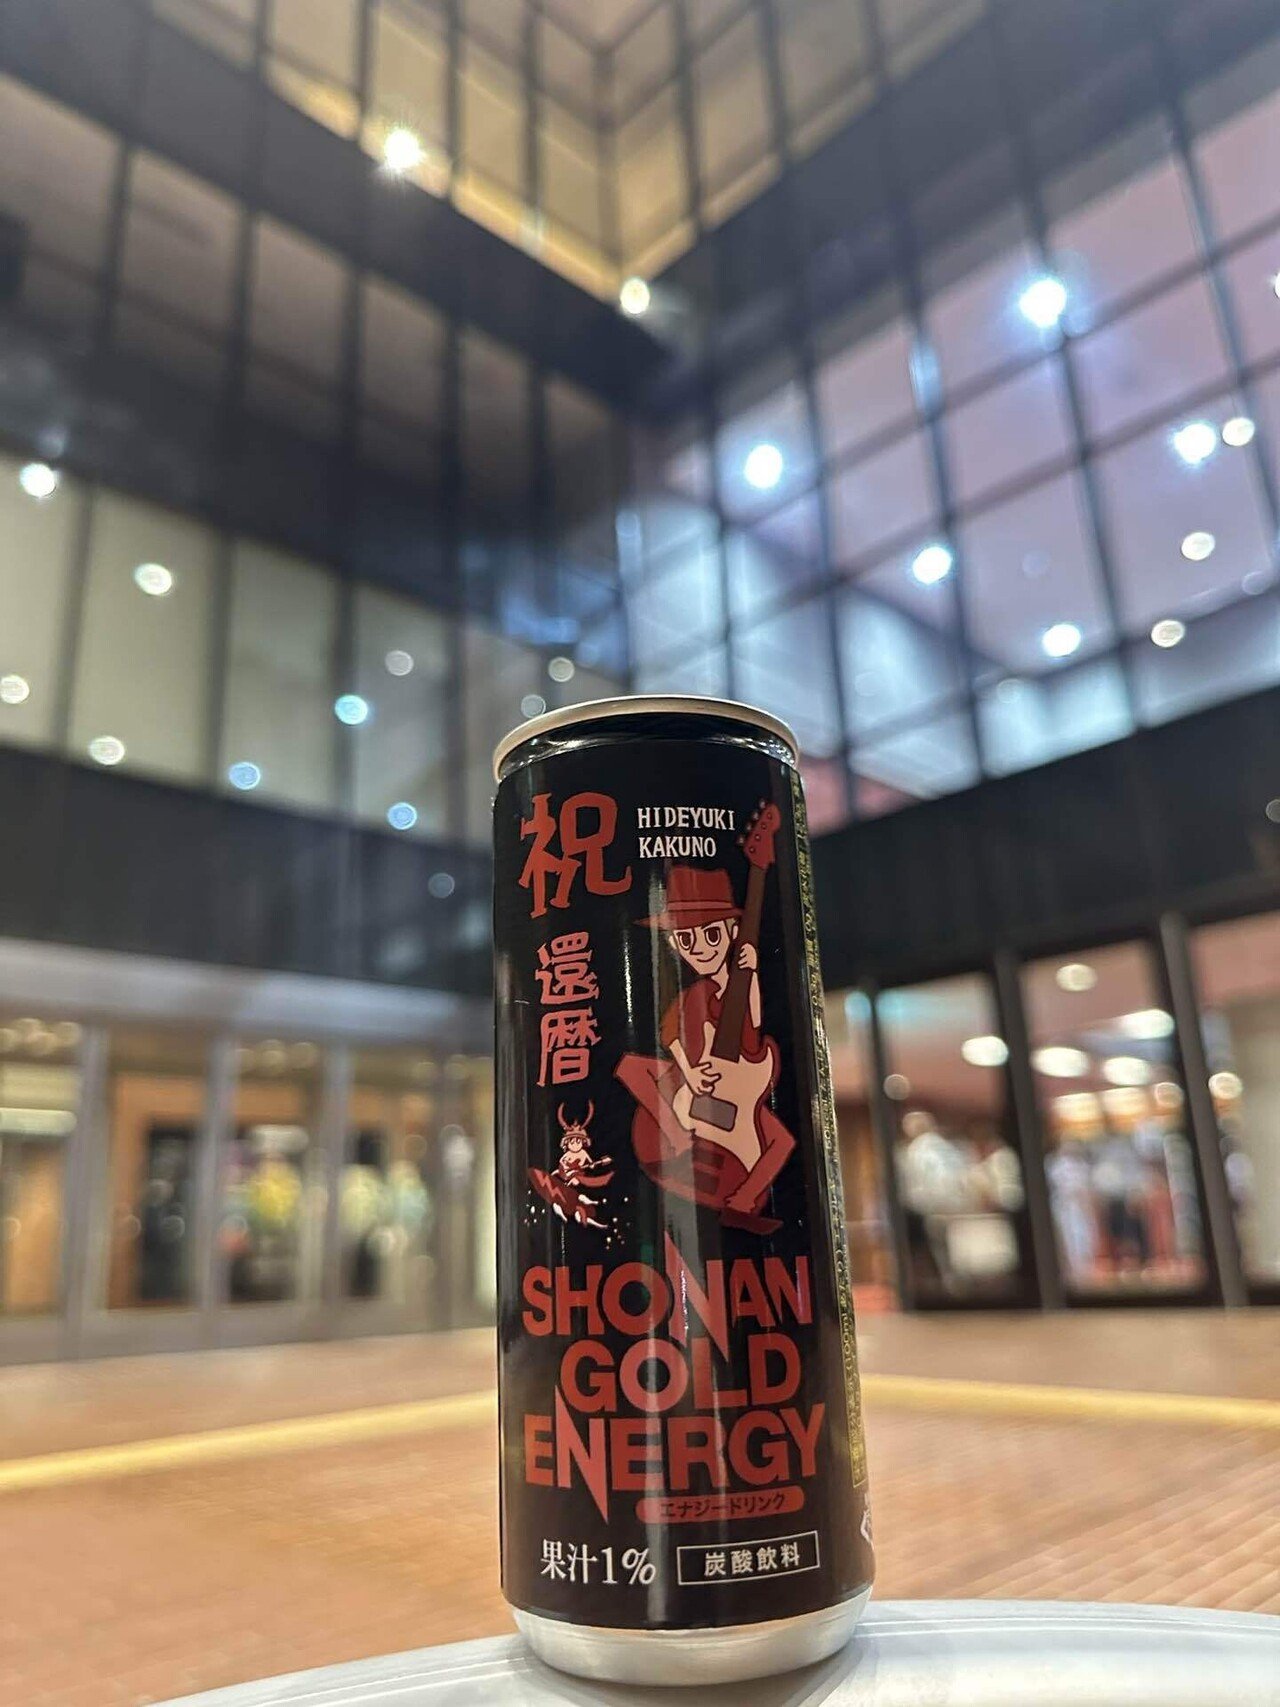 祝
還暦
HIDEYUKI
KAKUNO
SHONAN
GOLD
ENERGY
エナジードリンク
果汁1%
炭酸飲料